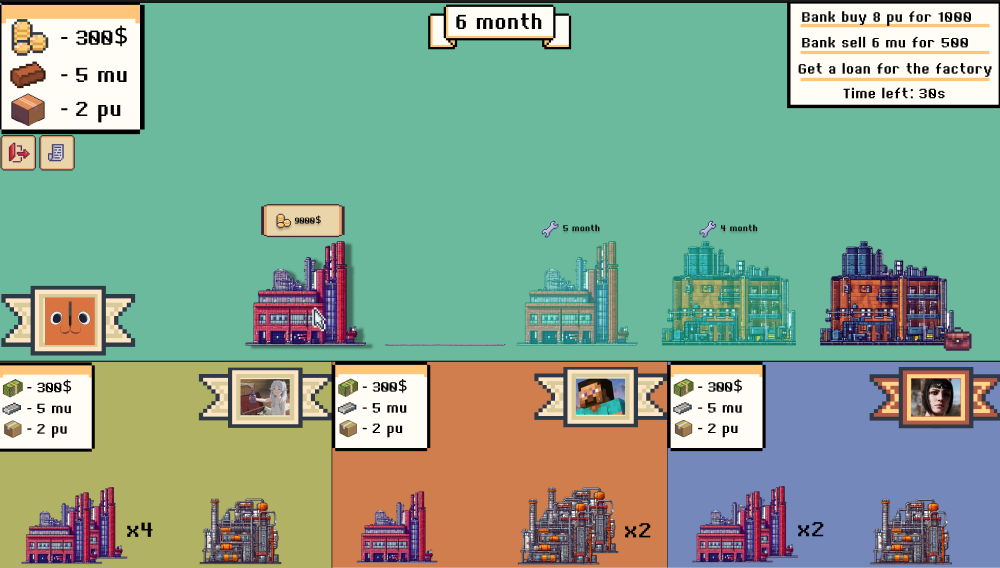 - 300$
- 5 mu
- 2 pu
6 month
Bank buy 8 pu for 1000
Bank sell 6 mu for 500
Get a loan for the factory
Time left: 30s
9000$
5 month
4 month
- 300$
- 5 mu
- 2 pu
x4
- 300$
- 5 mu
- 2 pu
x2
- 300$
- 5 mu
- 2 pu
x2